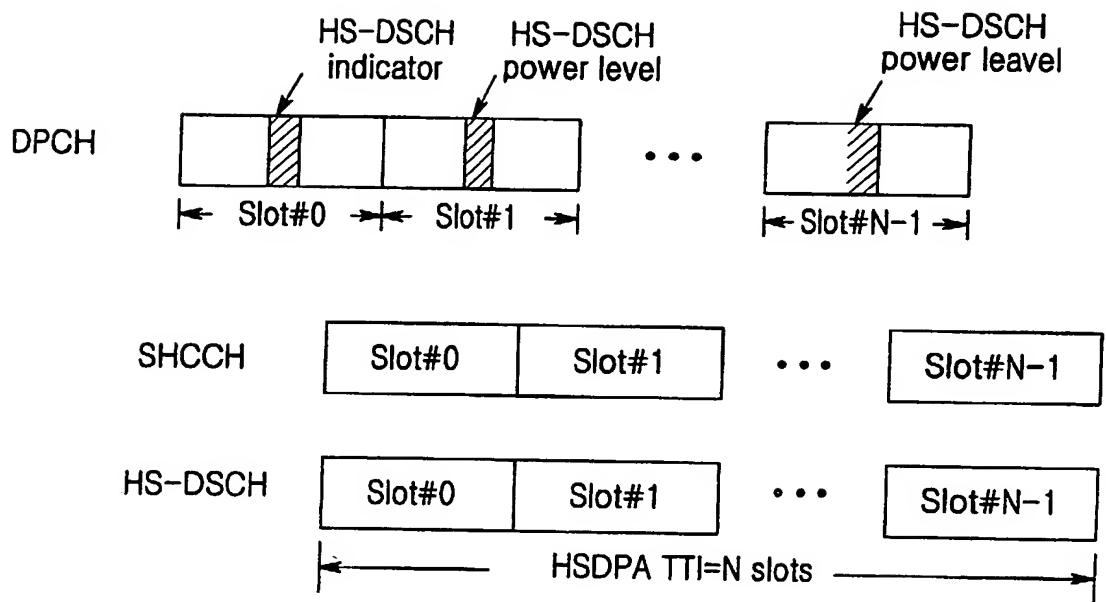 HS-DSCH
indicator
HS-DSCH
power level
HS-DSCH
power leavel
DPCH
Slot#0
Slot#1
Slot#N-1
SHCCH
Slot#0
Slot#1
Slot#N-1
HS-DSCH
Slot#0
Slot#1
Slot#N-1
HSDPA TTI=N slots